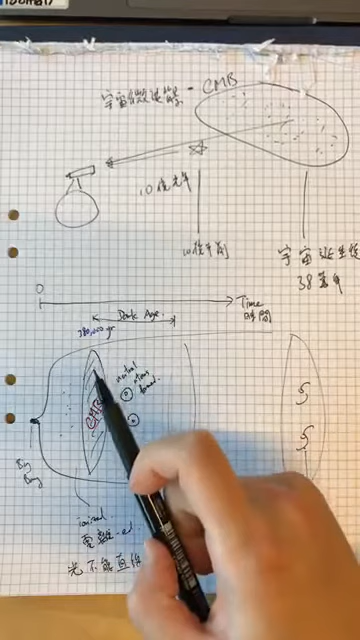 宇宙微波背景 - CMB
10億光年
10億年前
宇宙誕生後
38萬年
0
Time
時間
Dark Age
380,000 yr
neutral
atoms
formed
CMB
Big
Bang
ionized
電離 -ed
光不能直